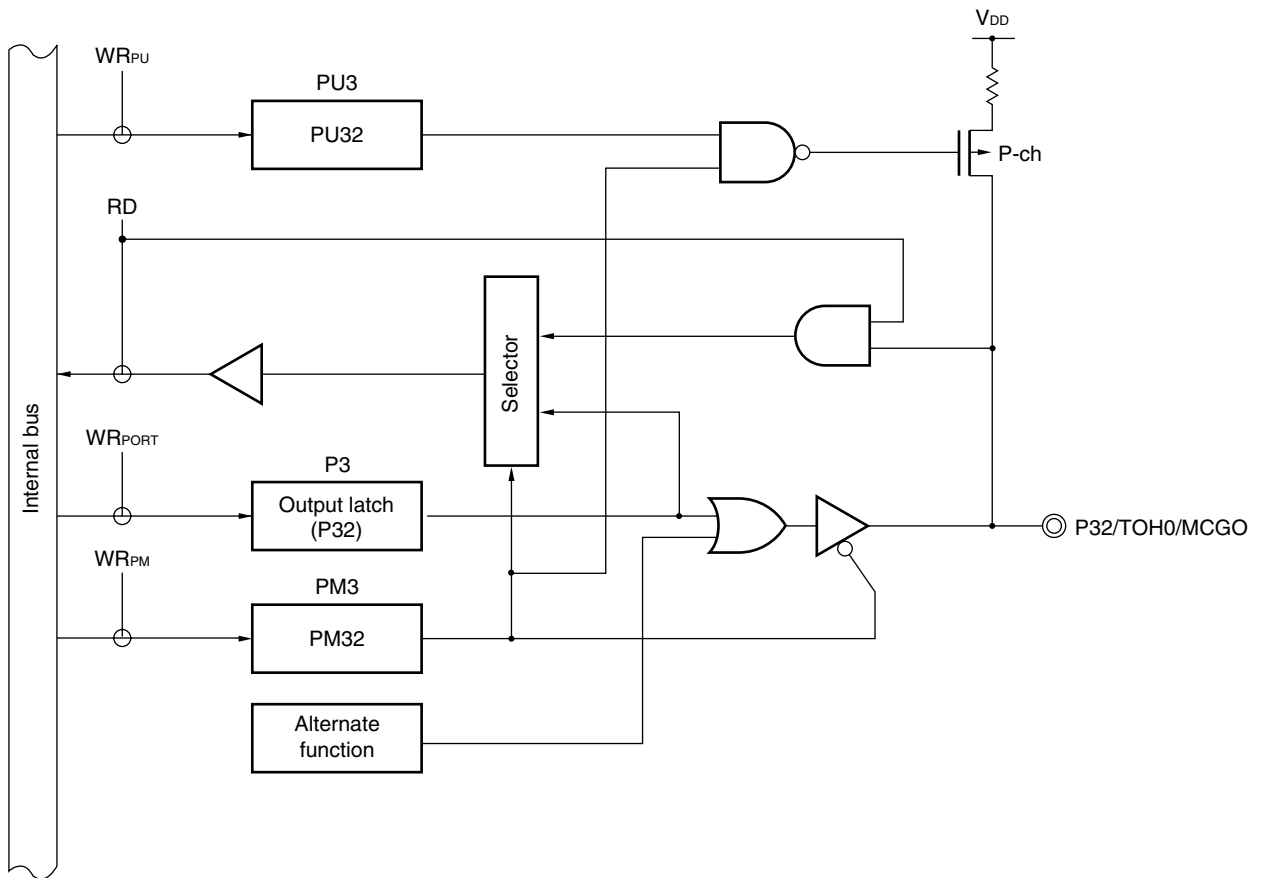 VDD
WRPU
PU3
PU32
P-ch
RD
Selector
Internal bus
WRPORT
P3
Output latch
(P32)
P32/TOH0/MCGO
WRPM
PM3
PM32
Alternate
function